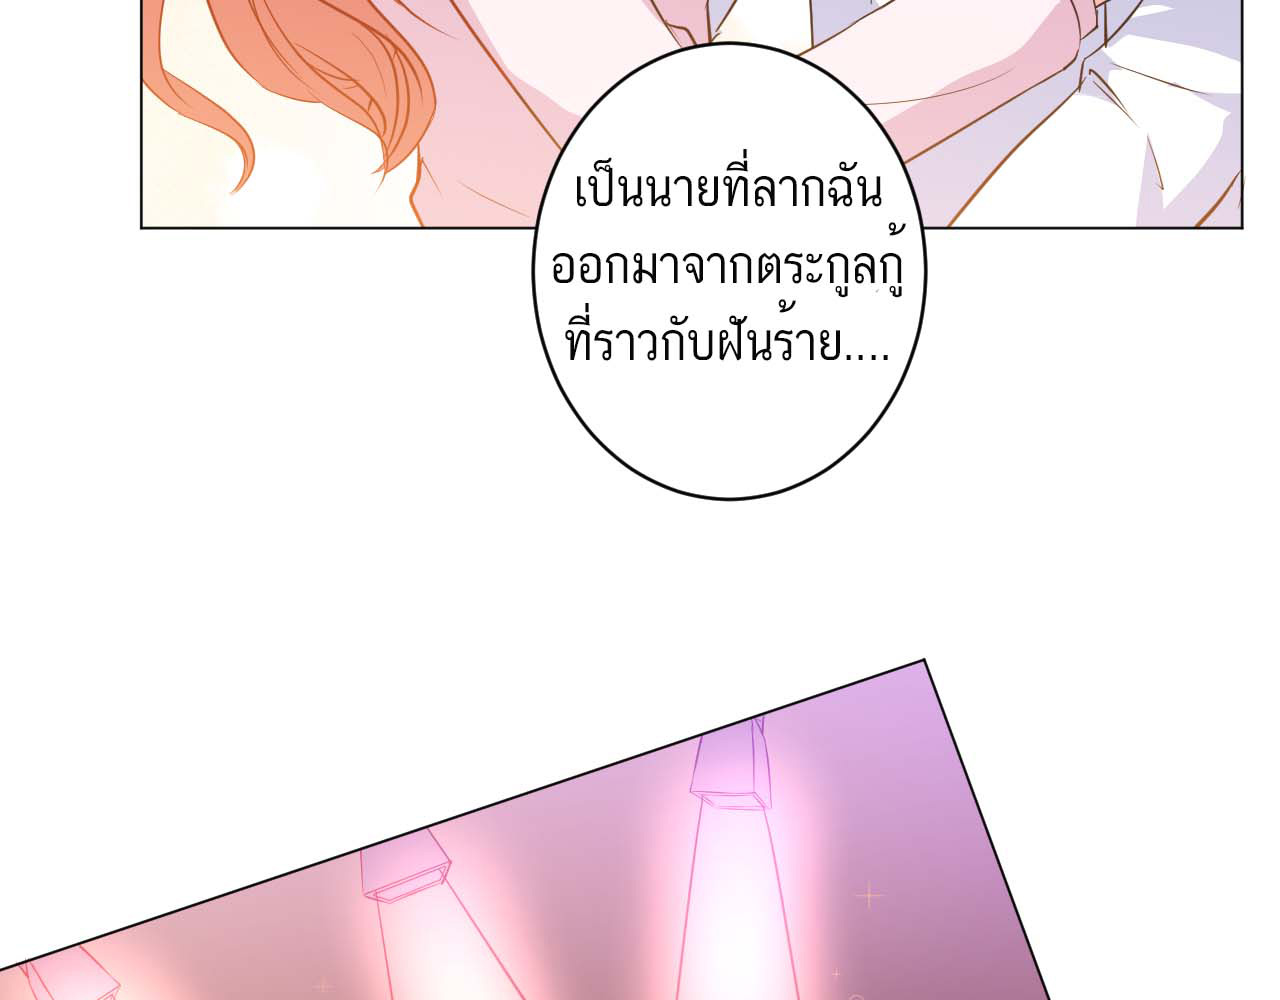 เป็นนายที่ลากฉัน
ออกมาจากตระกูลกู้
ที่ราวกับฝันร้าย....